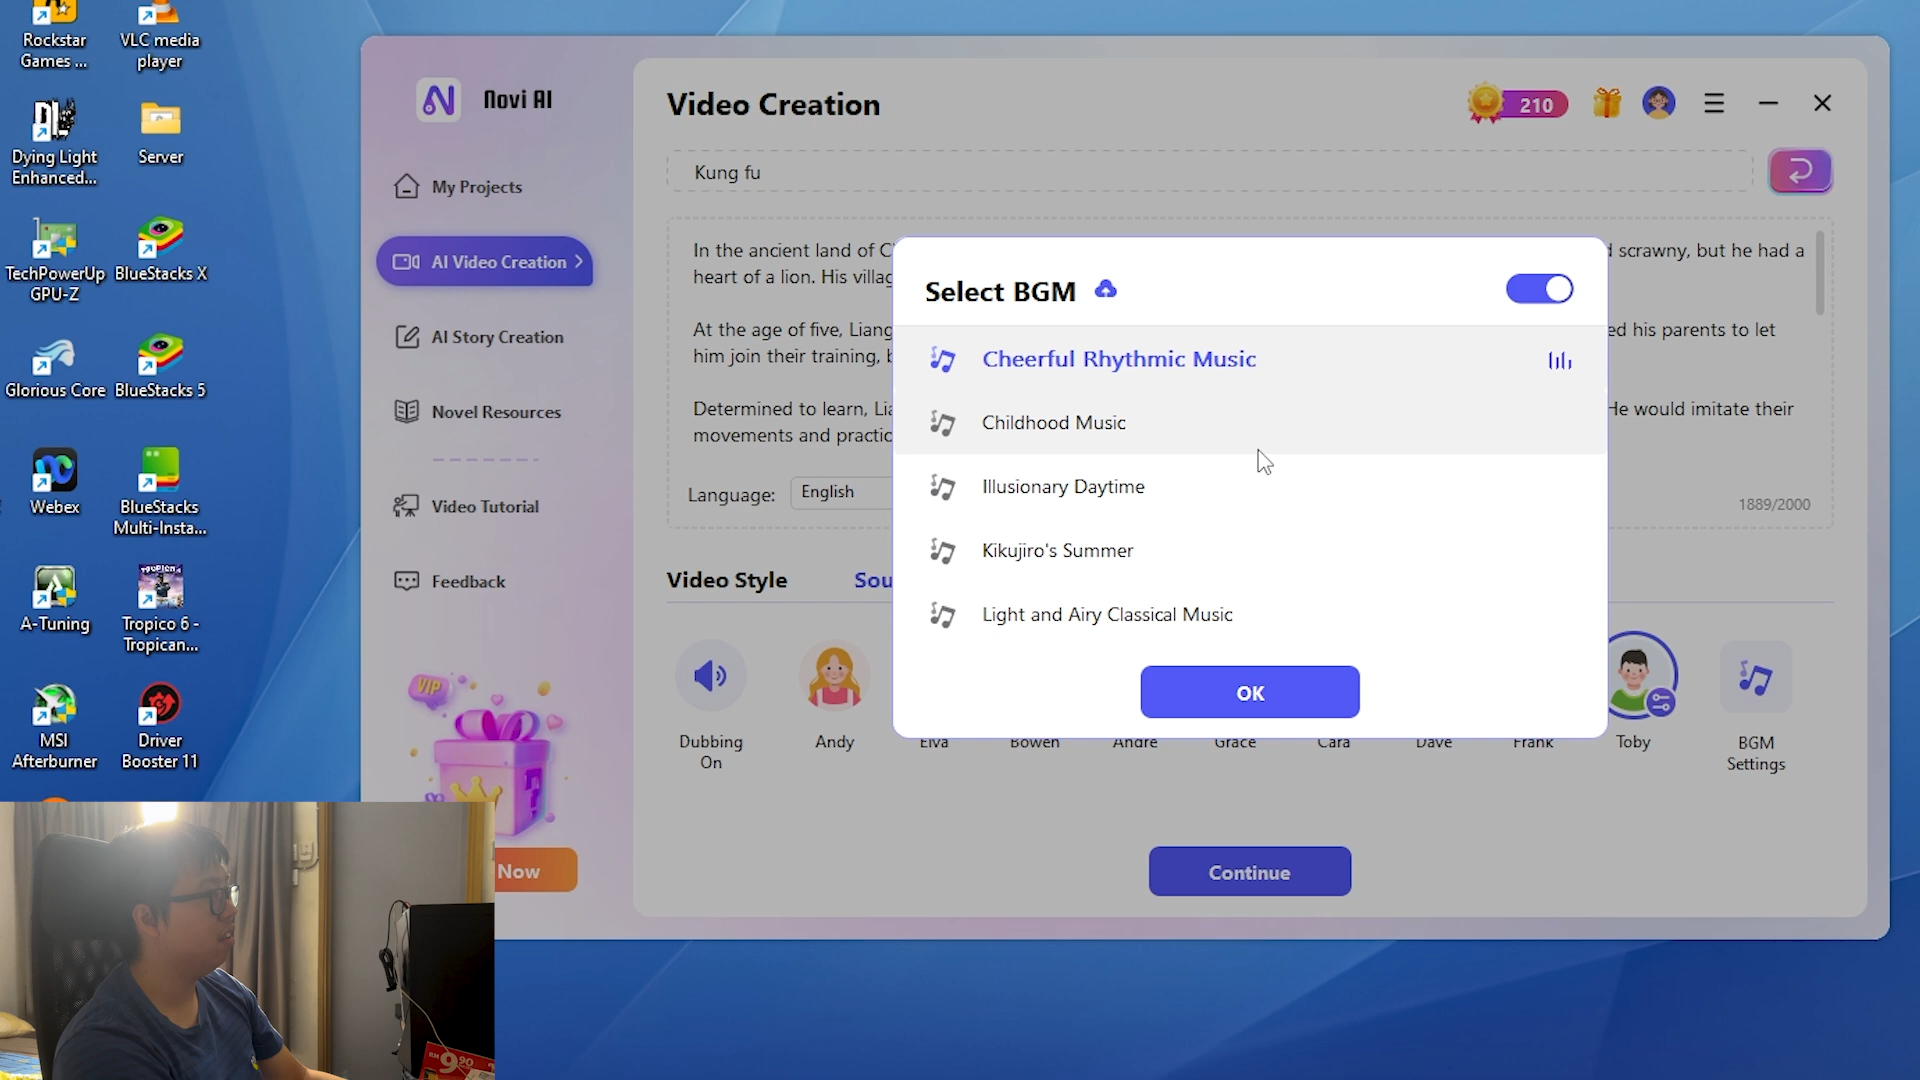 Rockstar
Games ...
VLC media
player
Dying Light
Enhanced...
Server
TechPowerUp
GPU-Z
BlueStacks X
Glorious Core
BlueStacks 5
Webex
BlueStacks
Multi-Insta...
A-Tuning
TROPICO 6
Tropico 6 -
Tropican...
MSI
Afterburner
Driver
Booster 11
Novi AI
My Projects
AI Video Creation
AI Story Creation
Novel Resources
Video Tutorial
Feedback
VIP
Now
Video Creation
210
Kung fu
In the ancient land of C
d scrawny, but he had a
heart of a lion. His villag
At the age of five, Liang
ed his parents to let
him join their training, b
Determined to learn, Lia
He would imitate their
movements and practic
Language:
English
1889/2000
Video Style
Sou
Select BGM
Cheerful Rhythmic Music
Childhood Music
Illusionary Daytime
Kikujiro's Summer
Light and Airy Classical Music
OK
Dubbing
On
Andy
Elva
Bowen
Andre
Grace
Cara
Dave
Frank
Toby
BGM
Settings
Continue
RM
9.90